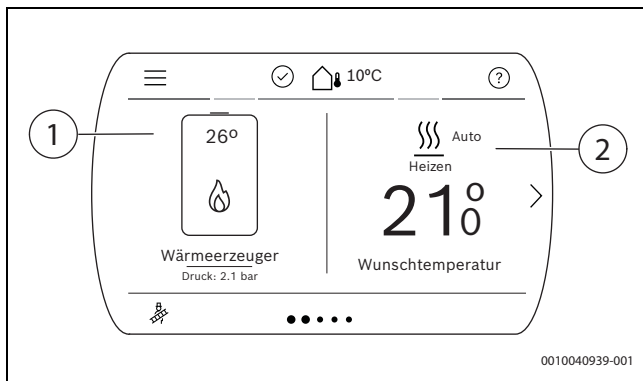 10°C
?
1
26°
Auto
2
Heizen
21°0
Wärmeerzeuger
Druck: 2.1 bar
Wunschtemperatur
0010040939-001